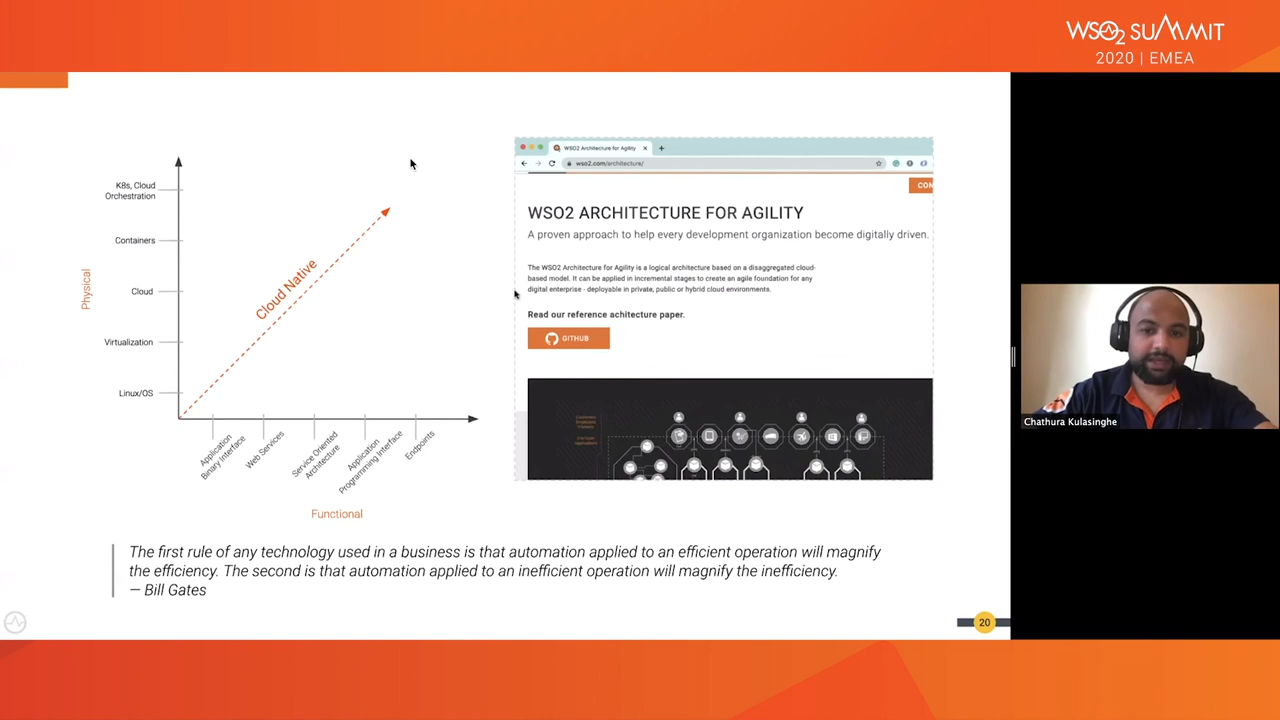 WSO2 SUMMIT
2020 | EMEA
K8s, Cloud
Orchestration
Containers
Cloud
Virtualization
Linux/OS
Physical
Cloud Native
Application
Binary Interface
Web Services
Service Oriented
Architecture
Application
Programming Interface
Endpoints
Functional
WSO2 Architecture for Agility
wso2.com/architecture/
CON
WSO2 ARCHITECTURE FOR AGILITY
A proven approach to help every development organization become digitally driven.
The WSO2 Architecture for Agility is a logical architecture based on a disaggregated cloud-
based model. It can be applied in incremental stages to create an agile foundation for any
digital enterprise - deployable in private, public or hybrid cloud environments.
Read our reference achitecture paper.
GITHUB
The first rule of any technology used in a business is that automation applied to an efficient operation will magnify
the efficiency. The second is that automation applied to an inefficient operation will magnify the inefficiency.
— Bill Gates
20
Chathura Kulasinghe